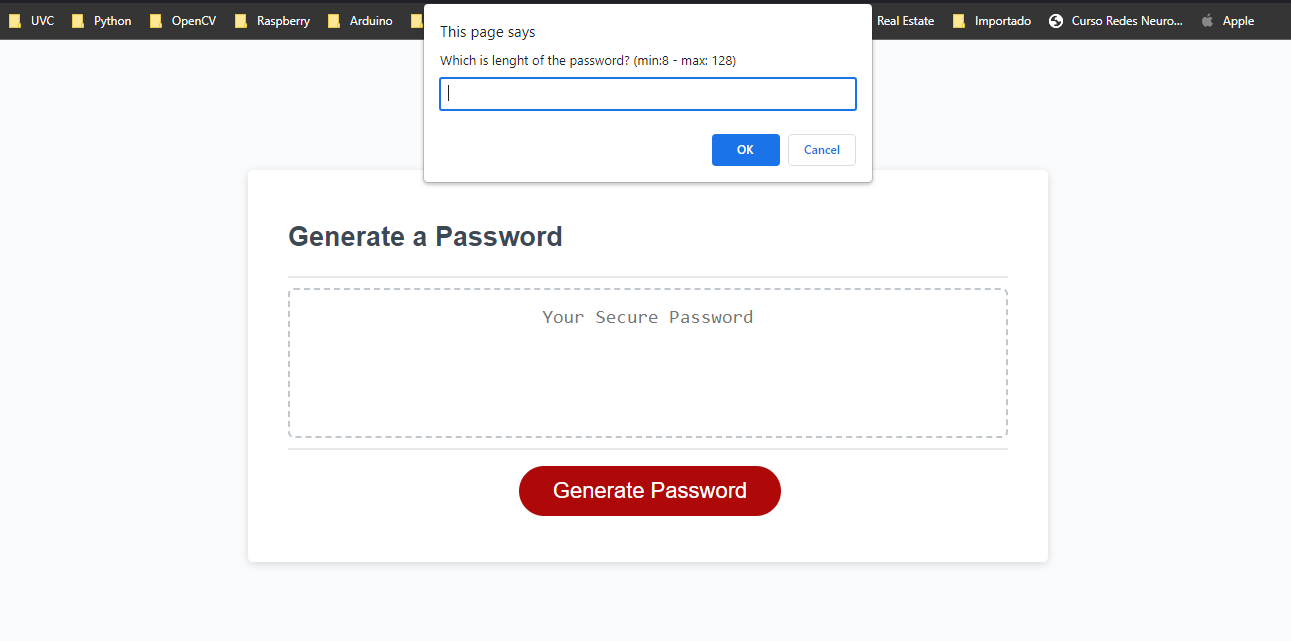 UVC Python OpenCV Raspberry Arduino Real Estate Importado Curso Redes Neuro... Apple
This page says
Which is lenght of the password? (min:8 - max: 128)
OK Cancel
Generate a Password
Your Secure Password
Generate Password